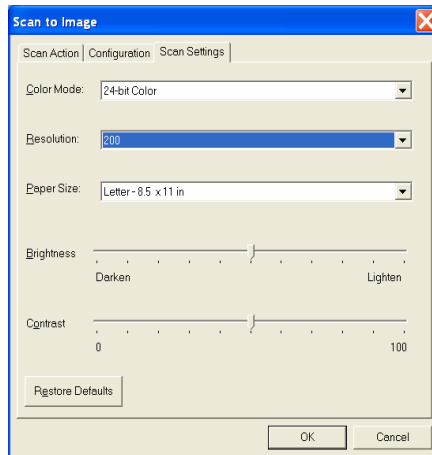 Scan to Image
Scan Action Configuration Scan Settings
Color Mode: 24-bit Color
Resolution: 200
Paper Size: Letter - 8.5 x 11 in
Brightness
Darken Lighten
Contrast
0 100
Restore Defaults
OK Cancel